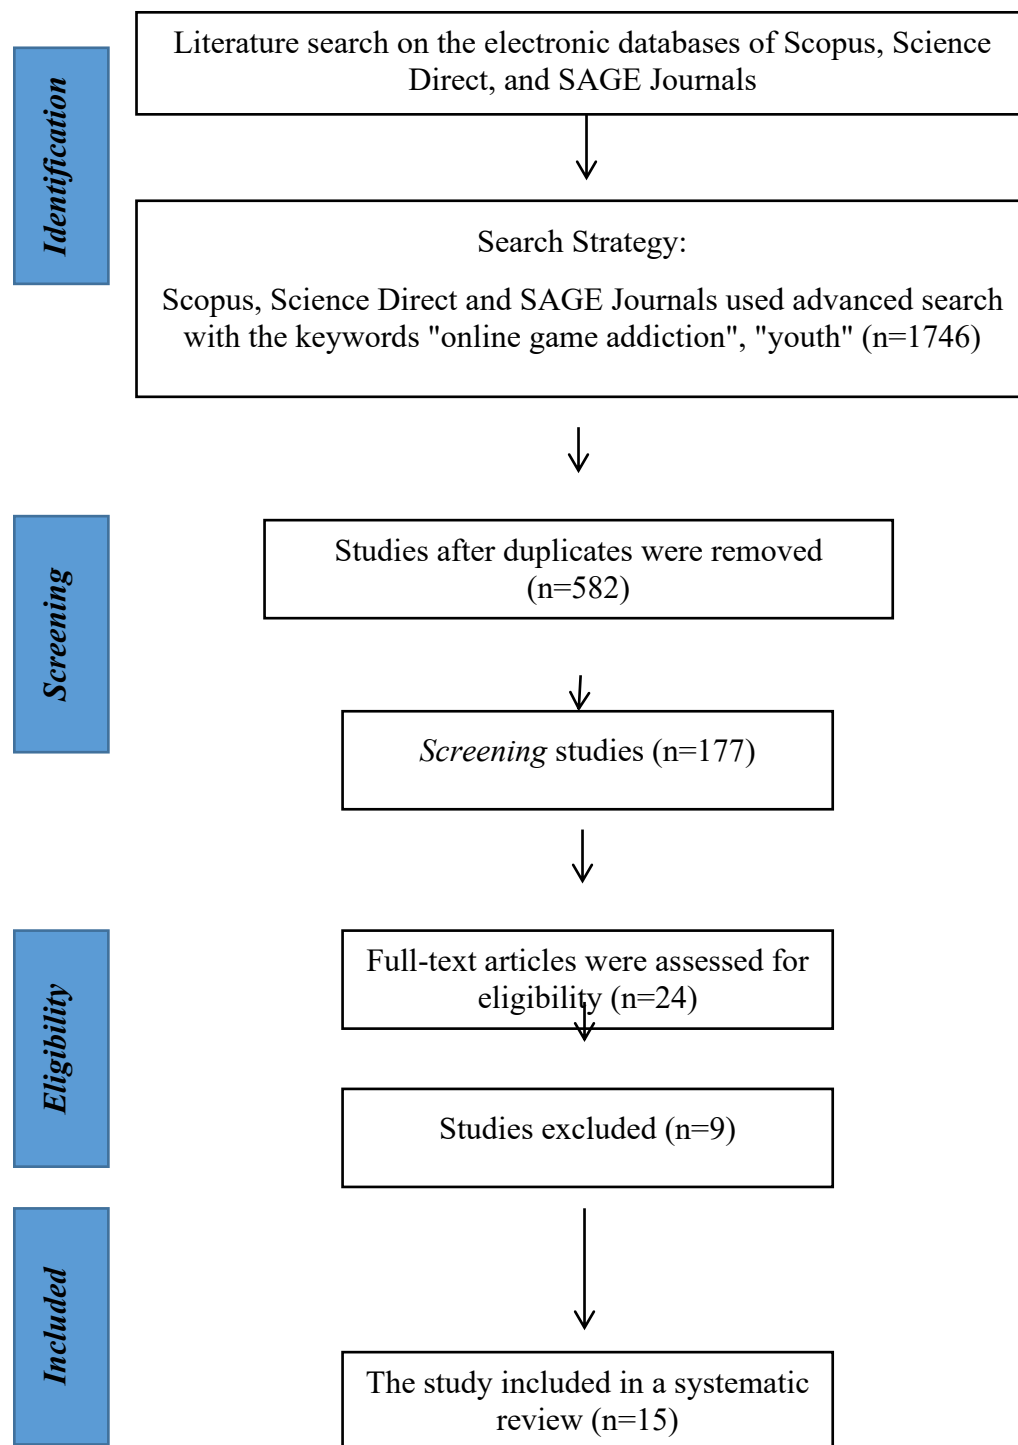 Literature search on the electronic databases of Scopus, Science
Direct, and SAGE Journals
Identification
Search Strategy:
Scopus, Science Direct and SAGE Journals used advanced search
with the keywords "online game addiction", "youth" (n=1746)
Studies after duplicates were removed
(n=582)
Screening
Screening studies (n=177)
Full-text articles were assessed for
eligibility (n=24)
Eligibility
Studies excluded (n=9)
Included
The study included in a systematic
review (n=15)